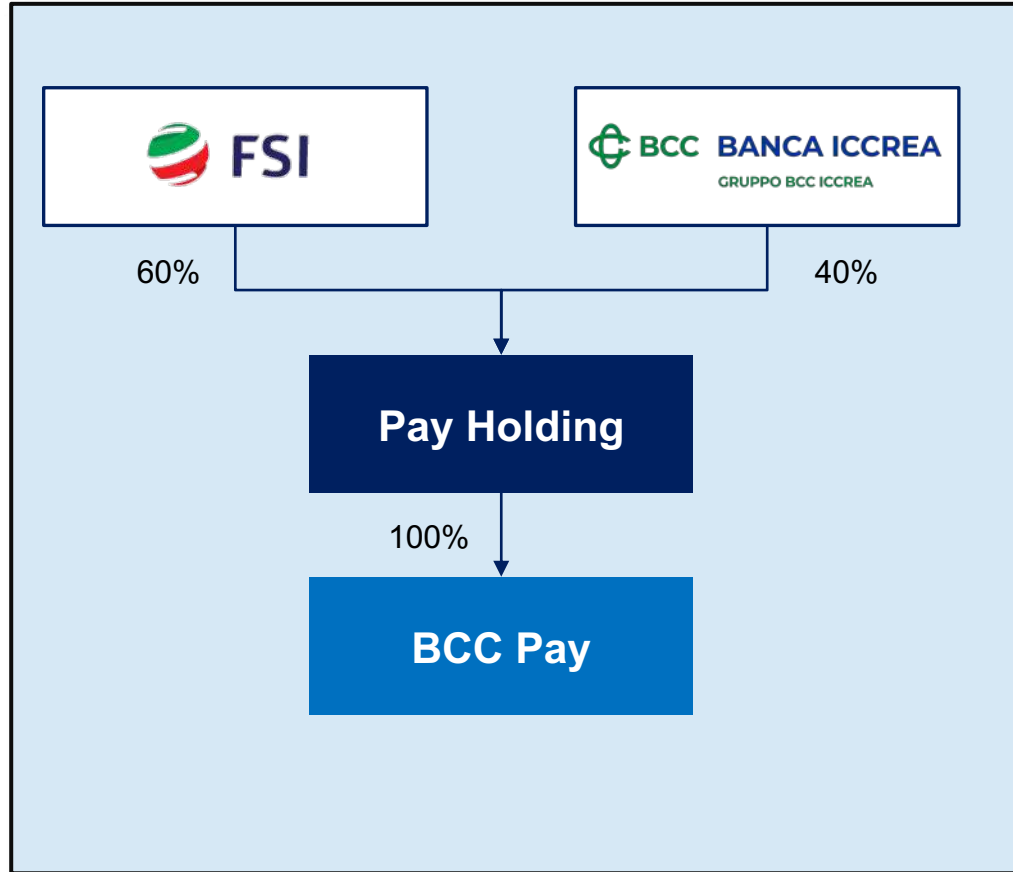 FSI
BCC BANCA ICCREA
GRUPPO BCC ICCREA
60%
40%
Pay Holding
100%
BCC Pay